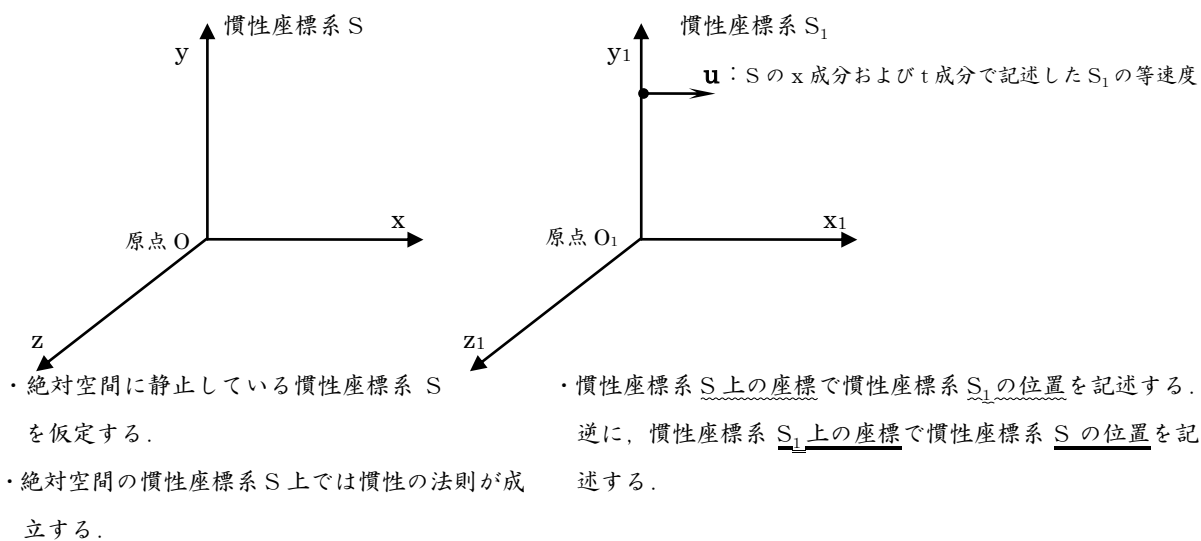 慣性座標系 S
y
x
原点 O
z
慣性座標系 S₁
y₁
u：S の x 成分および t 成分で記述した S₁ の等速度
x₁
原点 O₁
z₁
・絶対空間に静止している慣性座標系 S
を仮定する．
・絶対空間の慣性座標系 S 上では慣性の法則が成
立する．
・慣性座標系 S 上の座標で慣性座標系 S₁ の位置を記述する．
逆に，慣性座標系 S₁ 上の座標で慣性座標系 S の位置を記
述する．